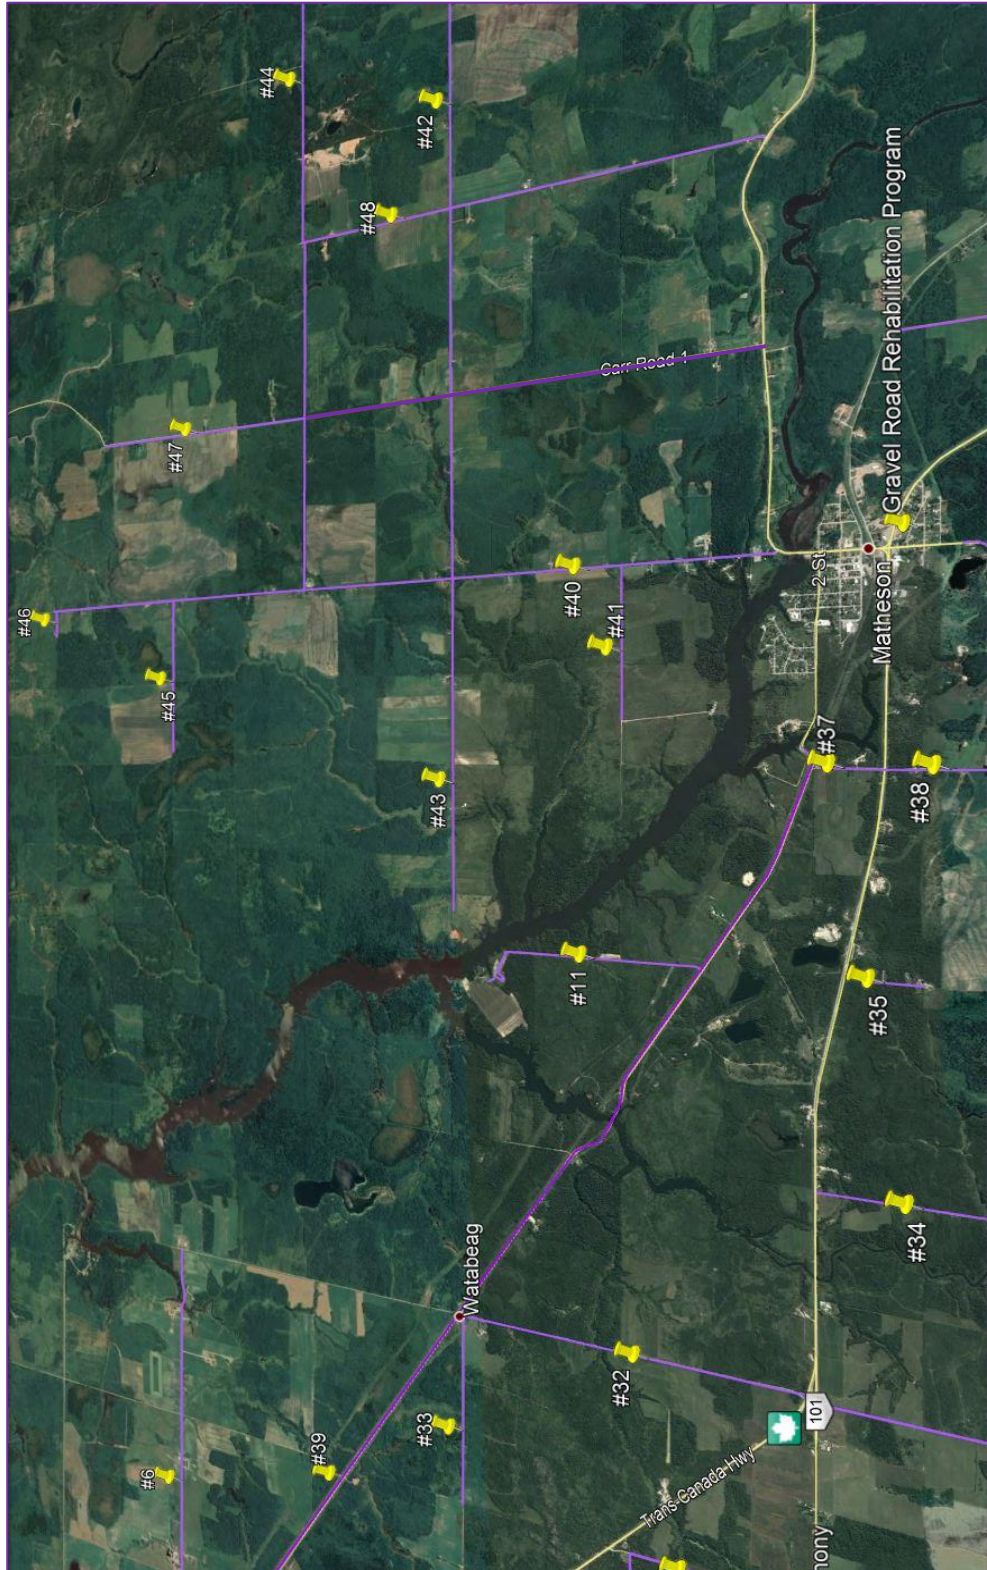 #44
#42
#48
Carr Road 1
#47
#46
#45
#40
#41
#43
Gravel Road Rehabilitation Program
2 St
Matheson
#37
#38
#11
#35
#34
Watabeag
#32
#33
#39
#6
101
Trans-Canada Hwy
mony